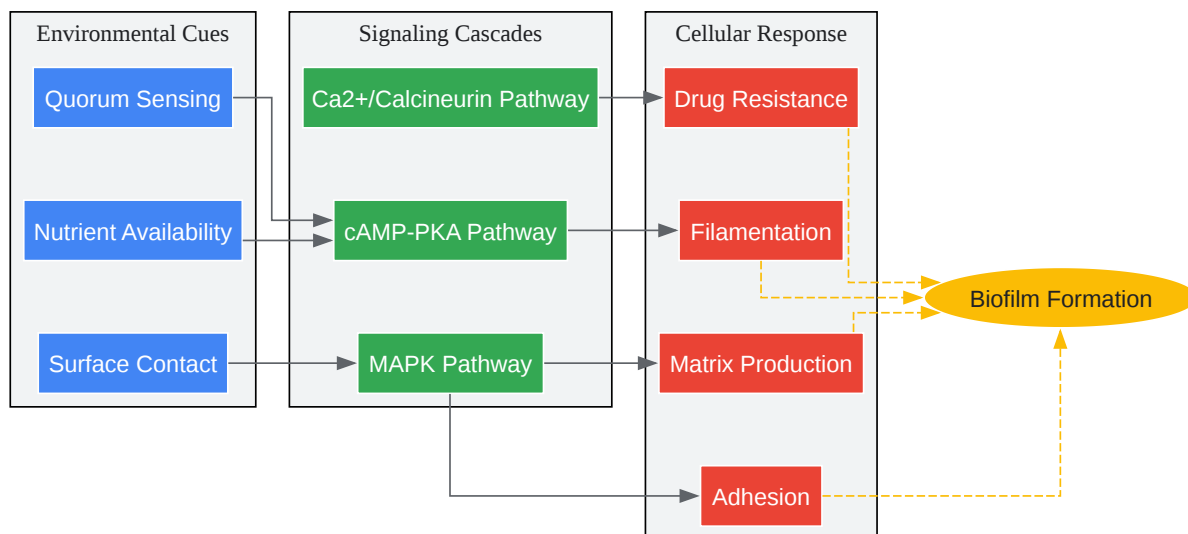 Environmental Cues
Quorum Sensing
Nutrient Availability
Surface Contact
Signaling Cascades
Ca2+/Calcineurin Pathway
cAMP-PKA Pathway
MAPK Pathway
Cellular Response
Drug Resistance
Filamentation
Matrix Production
Adhesion
Biofilm Formation